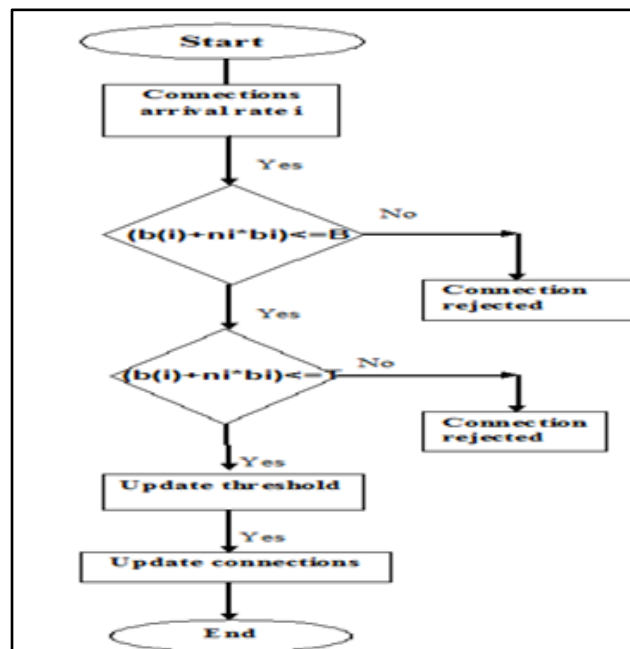 Start
Connections
arrival rate i
Yes
(b(i)+ni*bi)<=B
No
Connection
rejected
Yes
(b(i)+ni*bi)<=T
No
Connection
rejected
Yes
Update threshold
Yes
Update connections
End